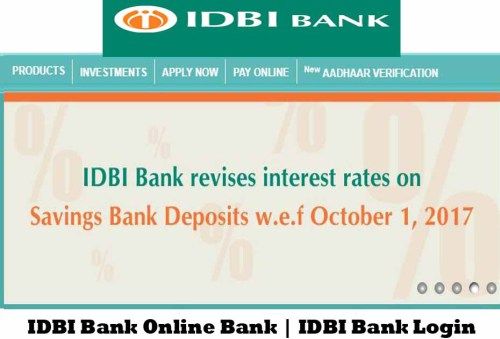 IDBI BANK
PRODUCTS INVESTMENTS APPLY NOW PAY ONLINE New AADHAAR VERIFICATION
IDBI Bank revises interest rates on
Savings Bank Deposits w.e.f October 1, 2017
IDBI Bank Online Bank | IDBI Bank Login